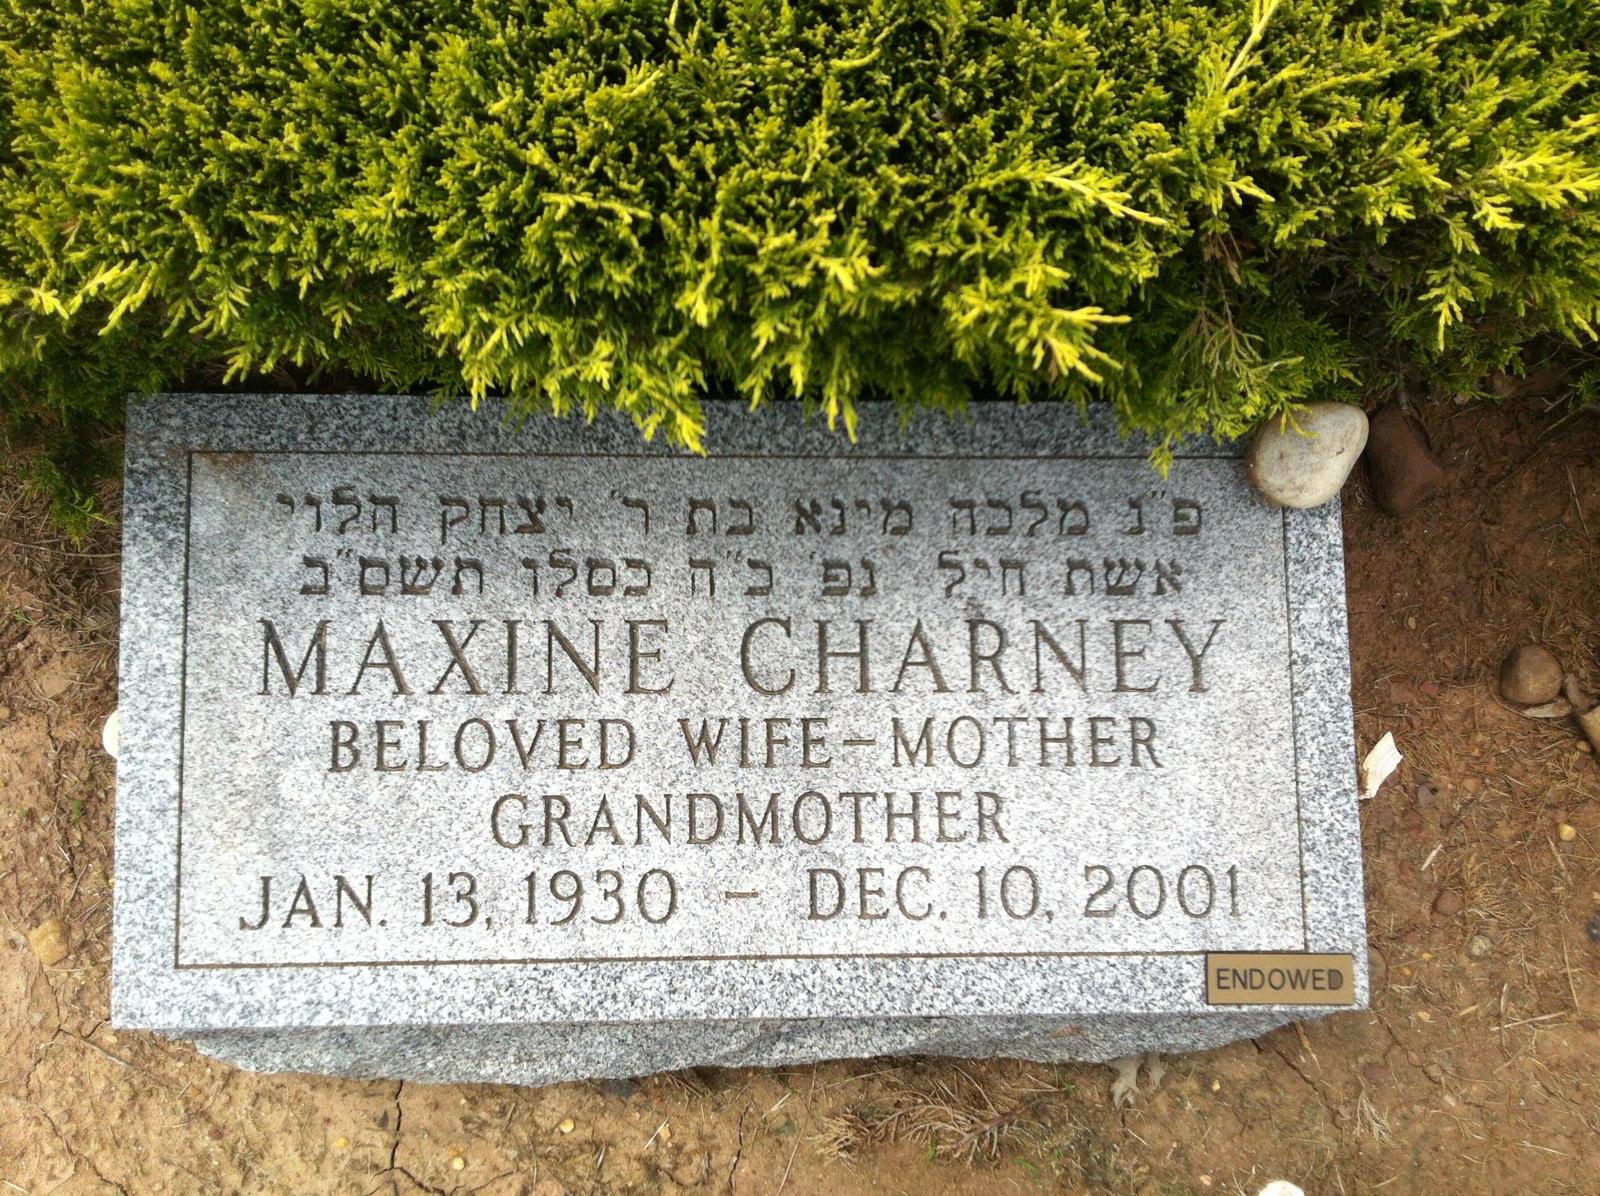 פ"נ מלכה מינא בת ר' יצחק הלוי
אשת חיל נפ' כ"ה כסלו תשס"ב
MAXINE CHARNEY
BELOVED WIFE-MOTHER
GRANDMOTHER
JAN. 13, 1930 - DEC. 10, 2001
ENDOWED